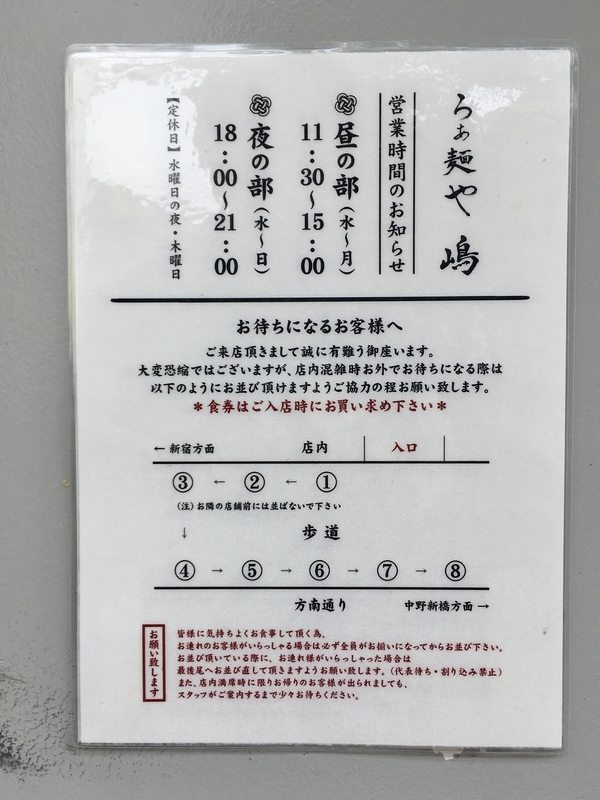 らぁ麺や 嶋
営業時間のお知らせ
昼の部（水～月）
11：30～15：00
夜の部（水～日）
18：00～21：00
【定休日】水曜日の夜・木曜日
お待ちになるお客様へ
ご来店頂きまして誠に有難う御座います。
大変恐縮ではございますが、店内混雑時お外でお待ちになる際は
以下のようにお並び頂けますようご協力の程お願い致します。
＊食券はご入店時にお買い求め下さい＊
← 新宿方面 店内 入口
③ ← ② ← ①
（注）お隣の店舗前には並ばないで下さい
↓ 歩道
④ → ⑤ → ⑥ → ⑦ → ⑧
方南通り 中野新橋方面 →
お願い致します
皆様に気持ちよくお食事して頂く為、
お連れのお客様がいらっしゃる場合は必ず全員がお揃いになってからお並び下さい。
お並び頂いている際に、お連れ様がいらっしゃった場合は
最後尾へお並び直して頂きますようお願い致します。（代表待ち・割り込み禁止）
また、店内満席時に限りお帰りのお客様が出られましても、
スタッフがご案内するまで少々お待ちください。